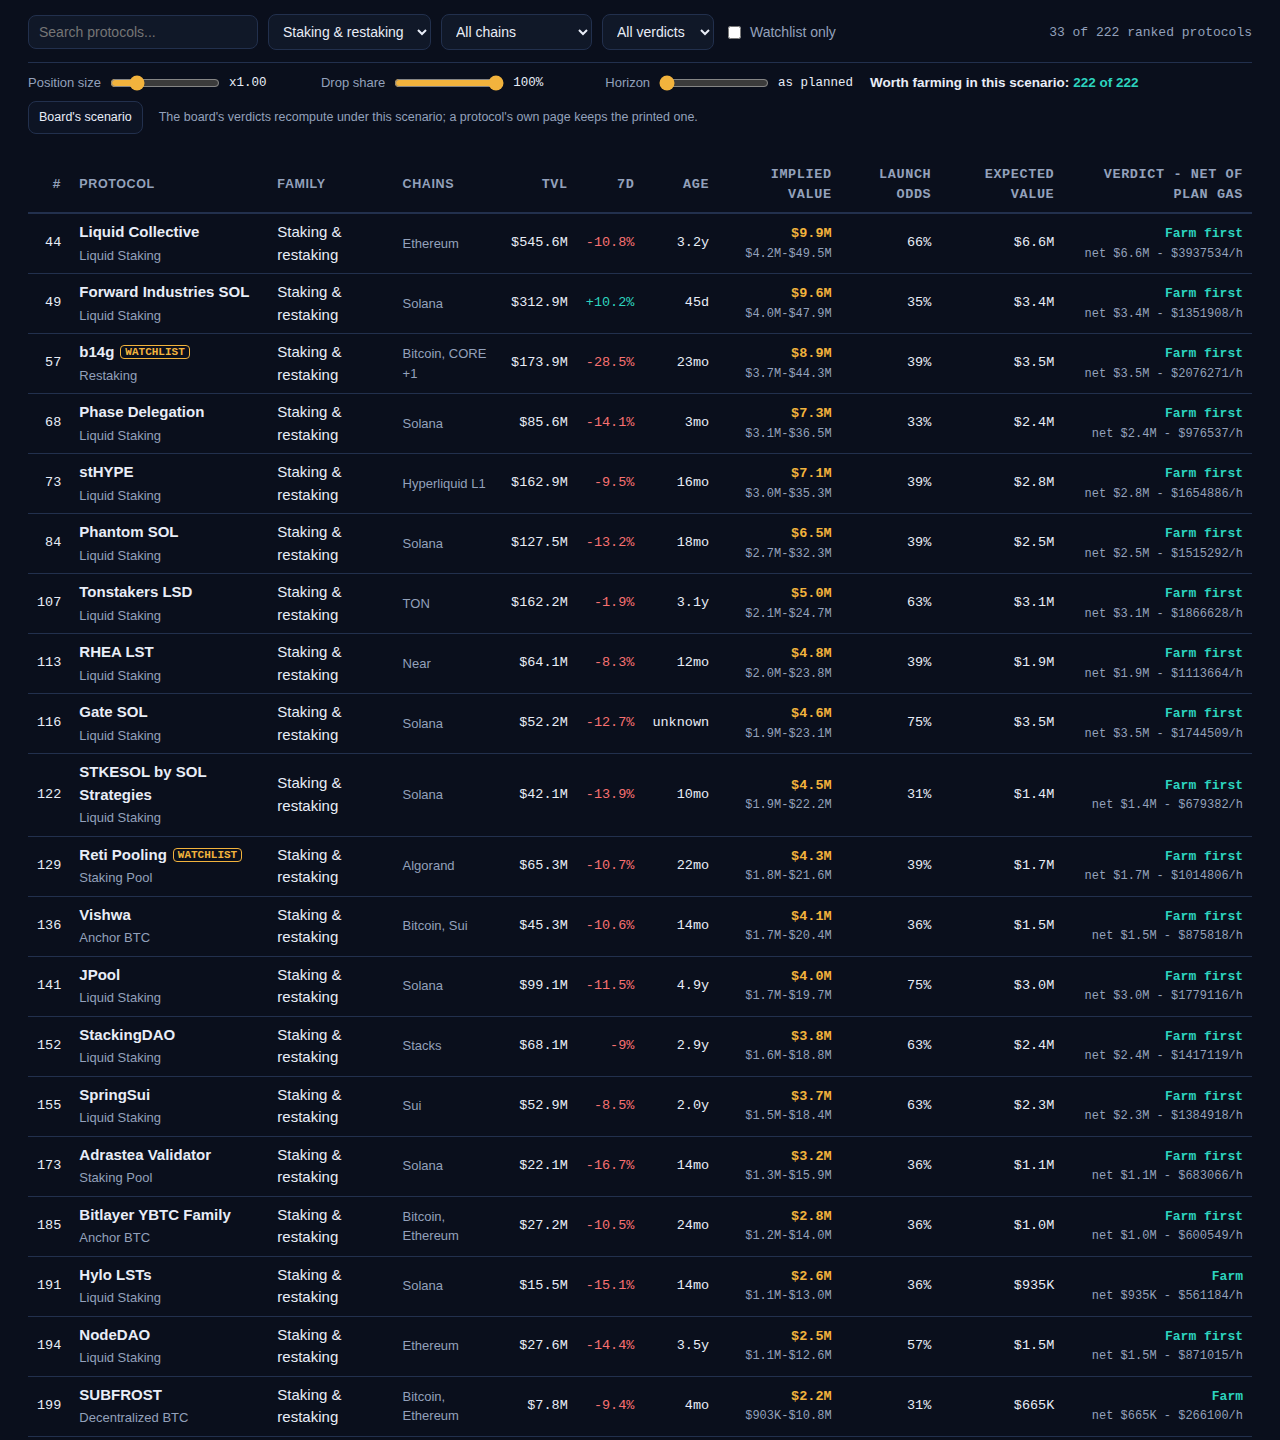 Search protocols... Staking & restaking All chains All verdicts Watchlist only 33 of 222 ranked protocols
Position size x1.00 Drop share 100% Horizon as planned Worth farming in this scenario: 222 of 222
Board's scenario The board's verdicts recompute under this scenario; a protocol's own page keeps the printed one.
# PROTOCOL FAMILY CHAINS TVL 7D AGE IMPLIED VALUE LAUNCH ODDS EXPECTED VALUE VERDICT - NET OF PLAN GAS
44 Liquid Collective Staking & restaking Ethereum $545.6M -10.8% 3.2y $9.9M 66% $6.6M Farm first
Liquid Staking $4.2M-$49.5M net $6.6M - $3937534/h
49 Forward Industries SOL Staking & restaking Solana $312.9M +10.2% 45d $9.6M 35% $3.4M Farm first
Liquid Staking $4.0M-$47.9M net $3.4M - $1351908/h
57 b14g WATCHLIST Staking & restaking Bitcoin, CORE +1 $173.9M -28.5% 23mo $8.9M 39% $3.5M Farm first
Restaking $3.7M-$44.3M net $3.5M - $2076271/h
68 Phase Delegation Staking & restaking Solana $85.6M -14.1% 3mo $7.3M 33% $2.4M Farm first
Liquid Staking $3.1M-$36.5M net $2.4M - $976537/h
73 stHYPE Staking & restaking Hyperliquid L1 $162.9M -9.5% 16mo $7.1M 39% $2.8M Farm first
Liquid Staking $3.0M-$35.3M net $2.8M - $1654886/h
84 Phantom SOL Staking & restaking Solana $127.5M -13.2% 18mo $6.5M 39% $2.5M Farm first
Liquid Staking $2.7M-$32.3M net $2.5M - $1515292/h
107 Tonstakers LSD Staking & restaking TON $162.2M -1.9% 3.1y $5.0M 63% $3.1M Farm first
Liquid Staking $2.1M-$24.7M net $3.1M - $1866628/h
113 RHEA LST Staking & restaking Near $64.1M -8.3% 12mo $4.8M 39% $1.9M Farm first
Liquid Staking $2.0M-$23.8M net $1.9M - $1113664/h
116 Gate SOL Staking & restaking Solana $52.2M -12.7% unknown $4.6M 75% $3.5M Farm first
Liquid Staking $1.9M-$23.1M net $3.5M - $1744509/h
122 STKESOL by SOL Strategies Staking & restaking Solana $42.1M -13.9% 10mo $4.5M 31% $1.4M Farm first
Liquid Staking $1.9M-$22.2M net $1.4M - $679382/h
129 Reti Pooling WATCHLIST Staking & restaking Algorand $65.3M -10.7% 22mo $4.3M 39% $1.7M Farm first
Staking Pool $1.8M-$21.6M net $1.7M - $1014806/h
136 Vishwa Staking & restaking Bitcoin, Sui $45.3M -10.6% 14mo $4.1M 36% $1.5M Farm first
Anchor BTC $1.7M-$20.4M net $1.5M - $875818/h
141 JPool Staking & restaking Solana $99.1M -11.5% 4.9y $4.0M 75% $3.0M Farm first
Liquid Staking $1.7M-$19.7M net $3.0M - $1779116/h
152 StackingDAO Staking & restaking Stacks $68.1M -9% 2.9y $3.8M 63% $2.4M Farm first
Liquid Staking $1.6M-$18.8M net $2.4M - $1417119/h
155 SpringSui Staking & restaking Sui $52.9M -8.5% 2.0y $3.7M 63% $2.3M Farm first
Liquid Staking $1.5M-$18.4M net $2.3M - $1384918/h
173 Adrastea Validator Staking & restaking Solana $22.1M -16.7% 14mo $3.2M 36% $1.1M Farm first
Staking Pool $1.3M-$15.9M net $1.1M - $683066/h
185 Bitlayer YBTC Family Staking & restaking Bitcoin, Ethereum $27.2M -10.5% 24mo $2.8M 36% $1.0M Farm first
Anchor BTC $1.2M-$14.0M net $1.0M - $600549/h
191 Hylo LSTs Staking & restaking Solana $15.5M -15.1% 14mo $2.6M 36% $935K Farm
Liquid Staking $1.1M-$13.0M net $935K - $561184/h
194 NodeDAO Staking & restaking Ethereum $27.6M -14.4% 3.5y $2.5M 57% $1.5M Farm first
Liquid Staking $1.1M-$12.6M net $1.5M - $871015/h
199 SUBFROST Staking & restaking Bitcoin, Ethereum $7.8M -9.4% 4mo $2.2M 31% $665K Farm
Decentralized BTC $903K-$10.8M net $665K - $266100/h